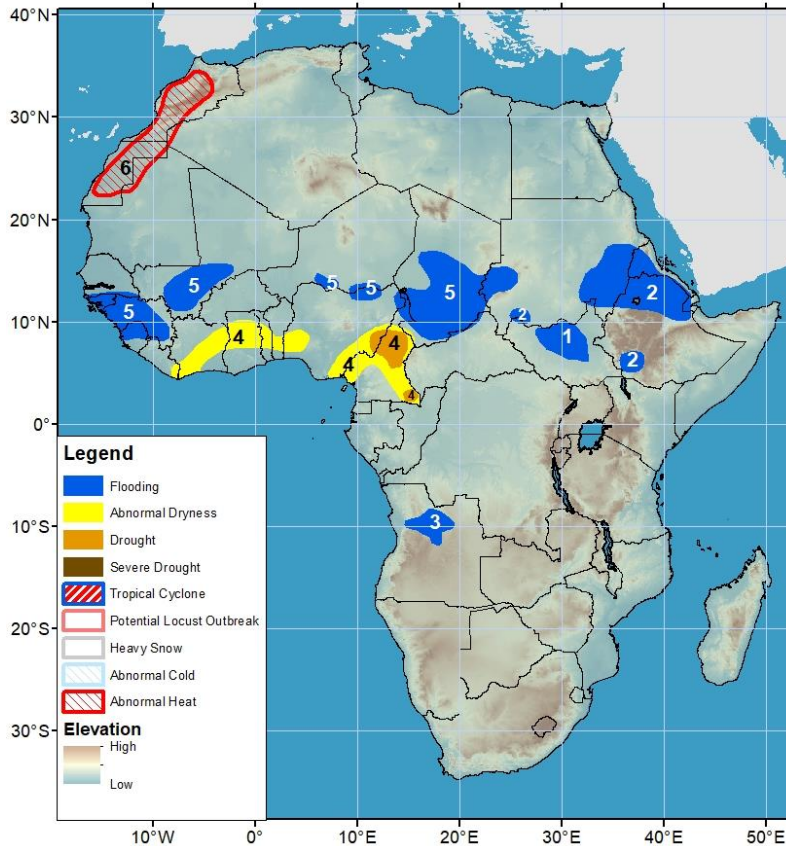 40°N
30°N
20°N
10°N
0°
10°S
20°S
30°S
6
5
5
5
5
5
2
2
1
2
4
4
4
4
3
Legend
Flooding
Abnormal Dryness
Drought
Severe Drought
Tropical Cyclone
Potential Locust Outbreak
Heavy Snow
Abnormal Cold
Abnormal Heat
Elevation
High
Low
10°W
0°
10°E
20°E
30°E
40°E
50°E